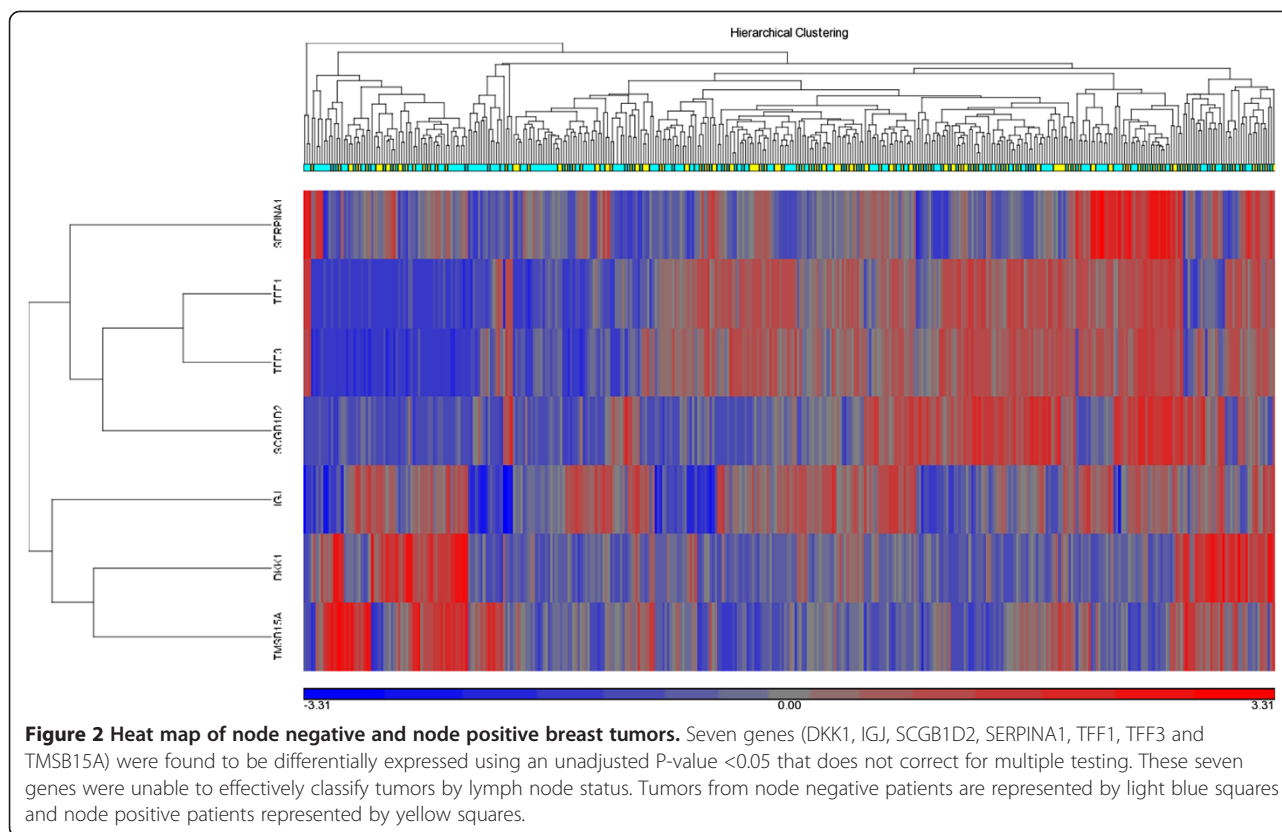 Hierarchical Clustering
SERPINA1
TFF1
TFF3
SCGB1D2
IGJ
DKK1
TMSB15A
-3.31
0.00
3.31
Figure 2 Heat map of node negative and node positive breast tumors. Seven genes (DKK1, IGJ, SCGB1D2, SERPINA1, TFF1, TFF3 and
TMSB15A) were found to be differentially expressed using an unadjusted P-value <0.05 that does not correct for multiple testing. These seven
genes were unable to effectively classify tumors by lymph node status. Tumors from node negative patients are represented by light blue squares
and node positive patients represented by yellow squares.